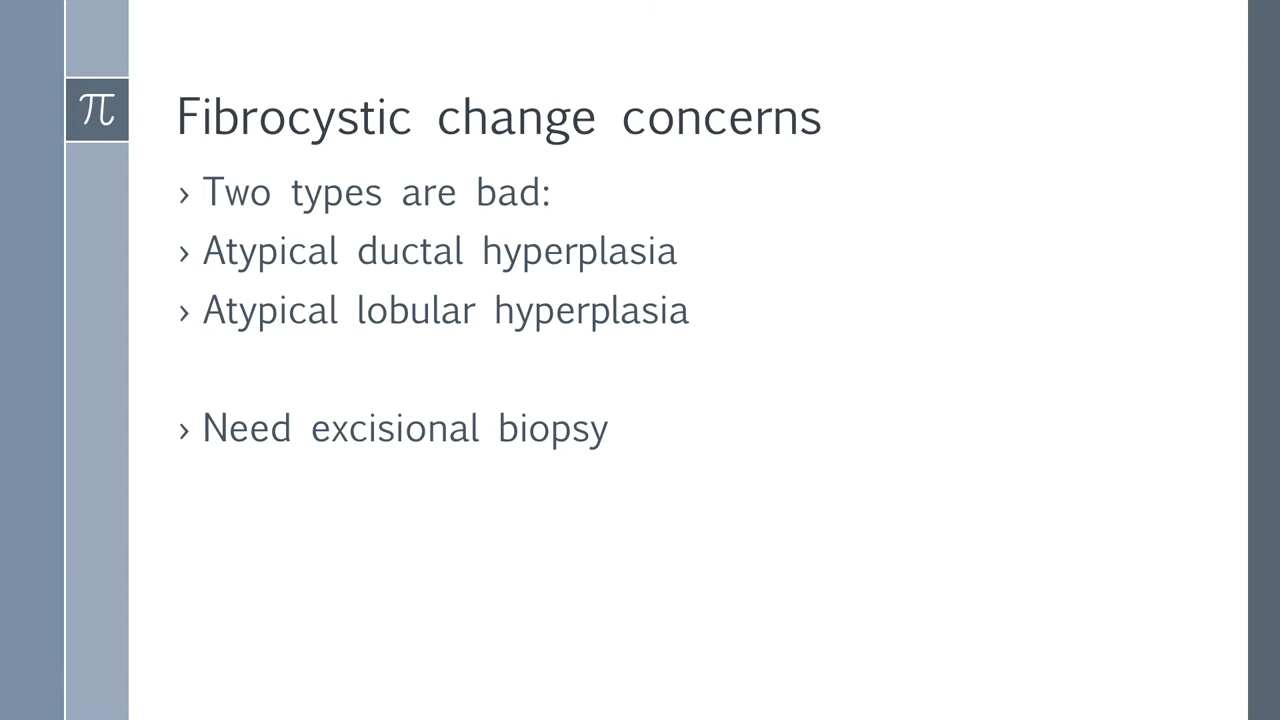 π
Fibrocystic change concerns
› Two types are bad:
› Atypical ductal hyperplasia
› Atypical lobular hyperplasia
› Need excisional biopsy